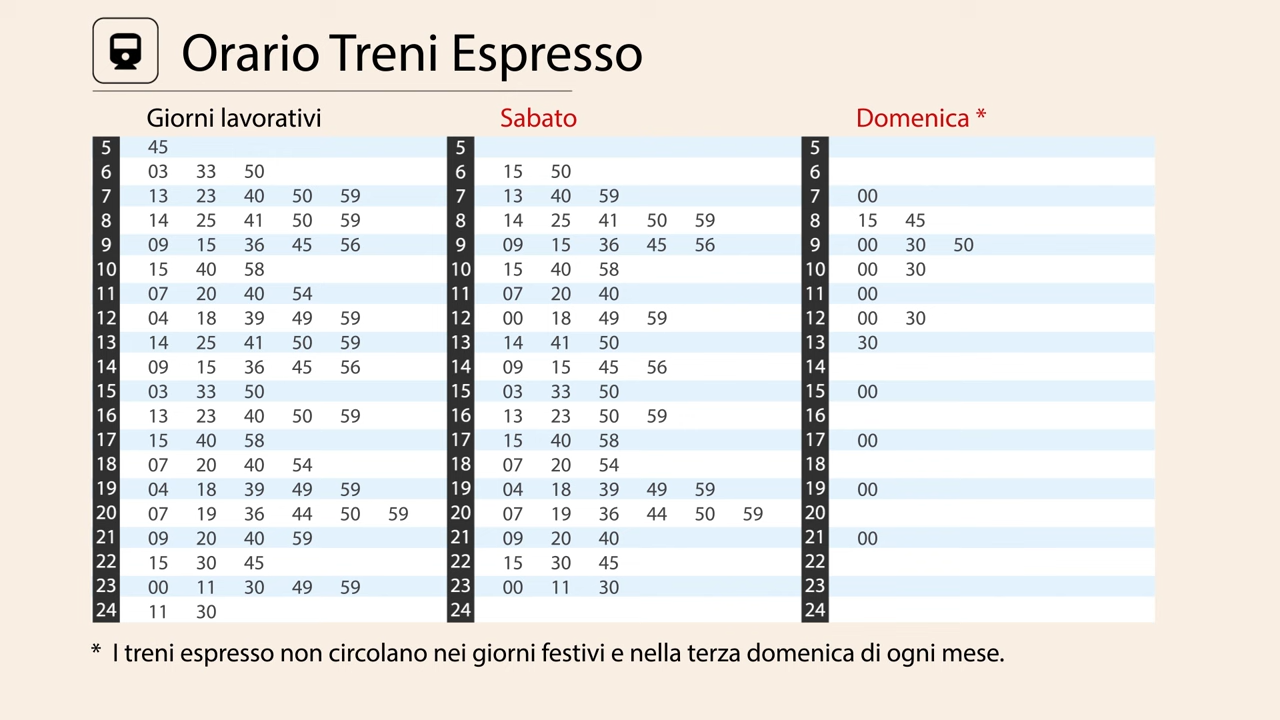 Orario Treni Espresso
Giorni lavorativi Sabato Domenica *
5 45 5 5
6 03 33 50 6 15 50 6
7 13 23 40 50 59 7 13 40 59 7 00
8 14 25 41 50 59 8 14 25 41 50 59 8 15 45
9 09 15 36 45 56 9 09 15 36 45 56 9 00 30 50
10 15 40 58 10 15 40 58 10 00 30
11 07 20 40 54 11 07 20 40 11 00
12 04 18 39 49 59 12 00 18 49 59 12 00 30
13 14 25 41 50 59 13 14 41 50 13 30
14 09 15 36 45 56 14 09 15 45 56 14
15 03 33 50 15 03 33 50 15 00
16 13 23 40 50 59 16 13 23 50 59 16
17 15 40 58 17 15 40 58 17 00
18 07 20 40 54 18 07 20 54 18
19 04 18 39 49 59 19 04 18 39 49 59 19 00
20 07 19 36 44 50 59 20 07 19 36 44 50 59 20
21 09 20 40 59 21 09 20 40 21 00
22 15 30 45 22 15 30 45 22
23 00 11 30 49 59 23 00 11 30 23
24 11 30 24 24
* I treni espresso non circolano nei giorni festivi e nella terza domenica di ogni mese.